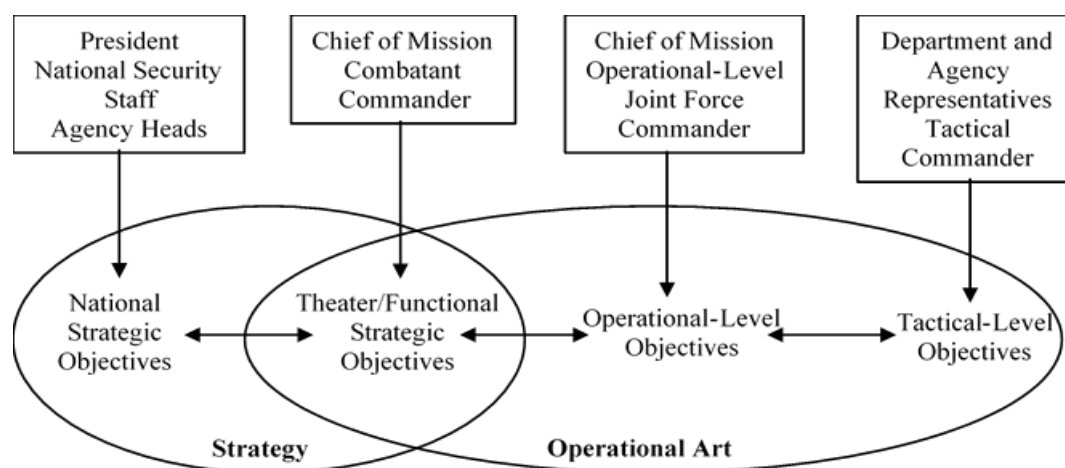 President
National Security
Staff
Agency Heads
Chief of Mission
Combatant
Commander
Chief of Mission
Operational-Level
Joint Force
Commander
Department and
Agency
Representatives
Tactical
Commander
National
Strategic
Objectives
Theater/Functional
Strategic
Objectives
Operational-Level
Objectives
Tactical-Level
Objectives
Strategy
Operational Art